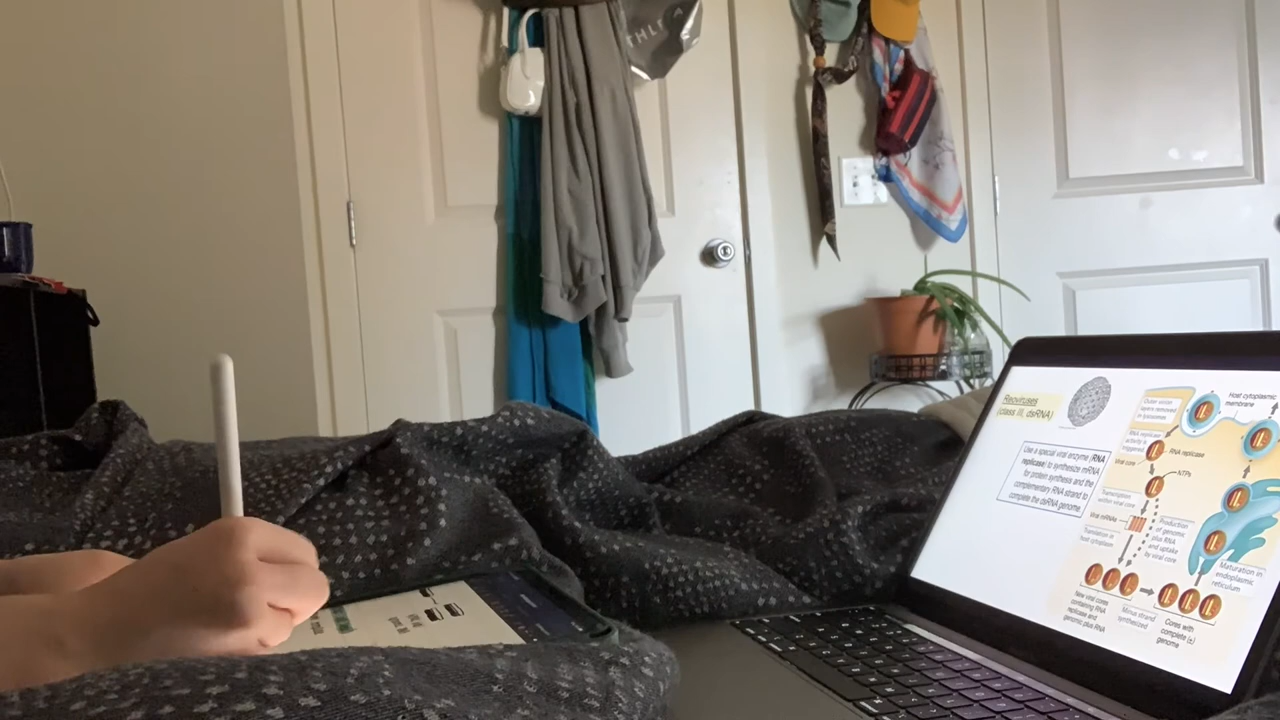 THLETA
Reoviruses
(class III, dsRNA)
Use a special viral enzyme (RNA
replicase) to synthesize mRNA
for protein synthesis and the
complementary RNA strand to
complete the dsRNA genome.
Outer virion
layers removed
in lysosomes
Host cytoplasmic
membrane
RNA replicase
activity is
triggered.
RNA replicase
Viral core
NTPs
Transcription
within viral core
Viral mRNAs
Translation in
host cytoplasm
Production
of genomic
plus RNA
and uptake
by viral core
Maturation in
endoplasmic
reticulum
New viral cores
containing RNA
replicase and
genomic plus RNA
Minus strand
synthesized
Cores with
complete (±)
genome